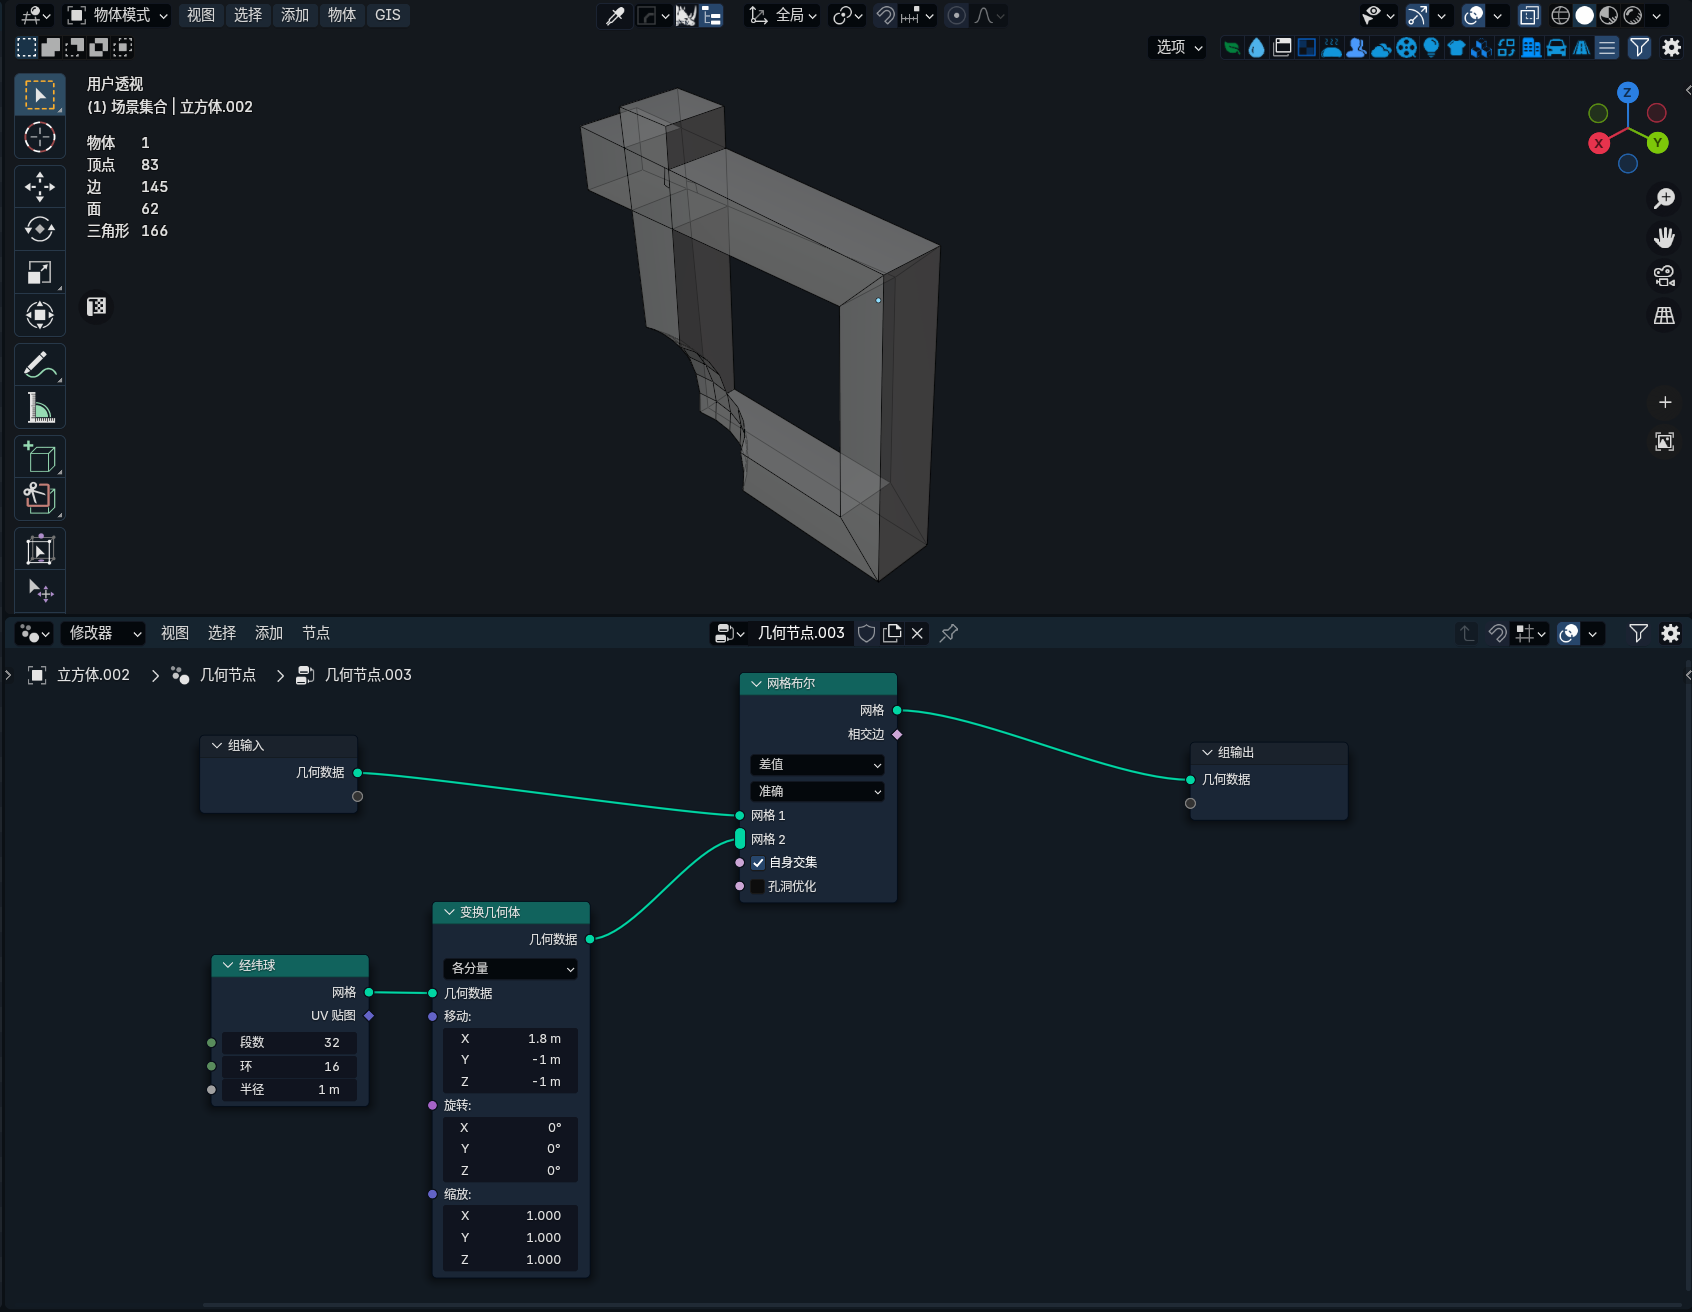 物体模式 视图 选择 添加 物体 GIS 全局
选项
用户透视
(1) 场景集合 | 立方体.002
物体 1
顶点 83
边 145
面 62
三角形 166
Z
X
Y
修改器 视图 选择 添加 节点 几何节点.003
立方体.002 几何节点 几何节点.003
网格布尔
网格
相交边
差值
准确
网格 1
网格 2
自身交集
孔洞优化
组输入
几何数据
组输出
几何数据
变换几何体
几何数据
各分量
几何数据
移动:
X 1.8 m
Y -1 m
Z -1 m
旋转:
X 0°
Y 0°
Z 0°
缩放:
X 1.000
Y 1.000
Z 1.000
经纬球
网格
UV 贴图
段数 32
环 16
半径 1 m